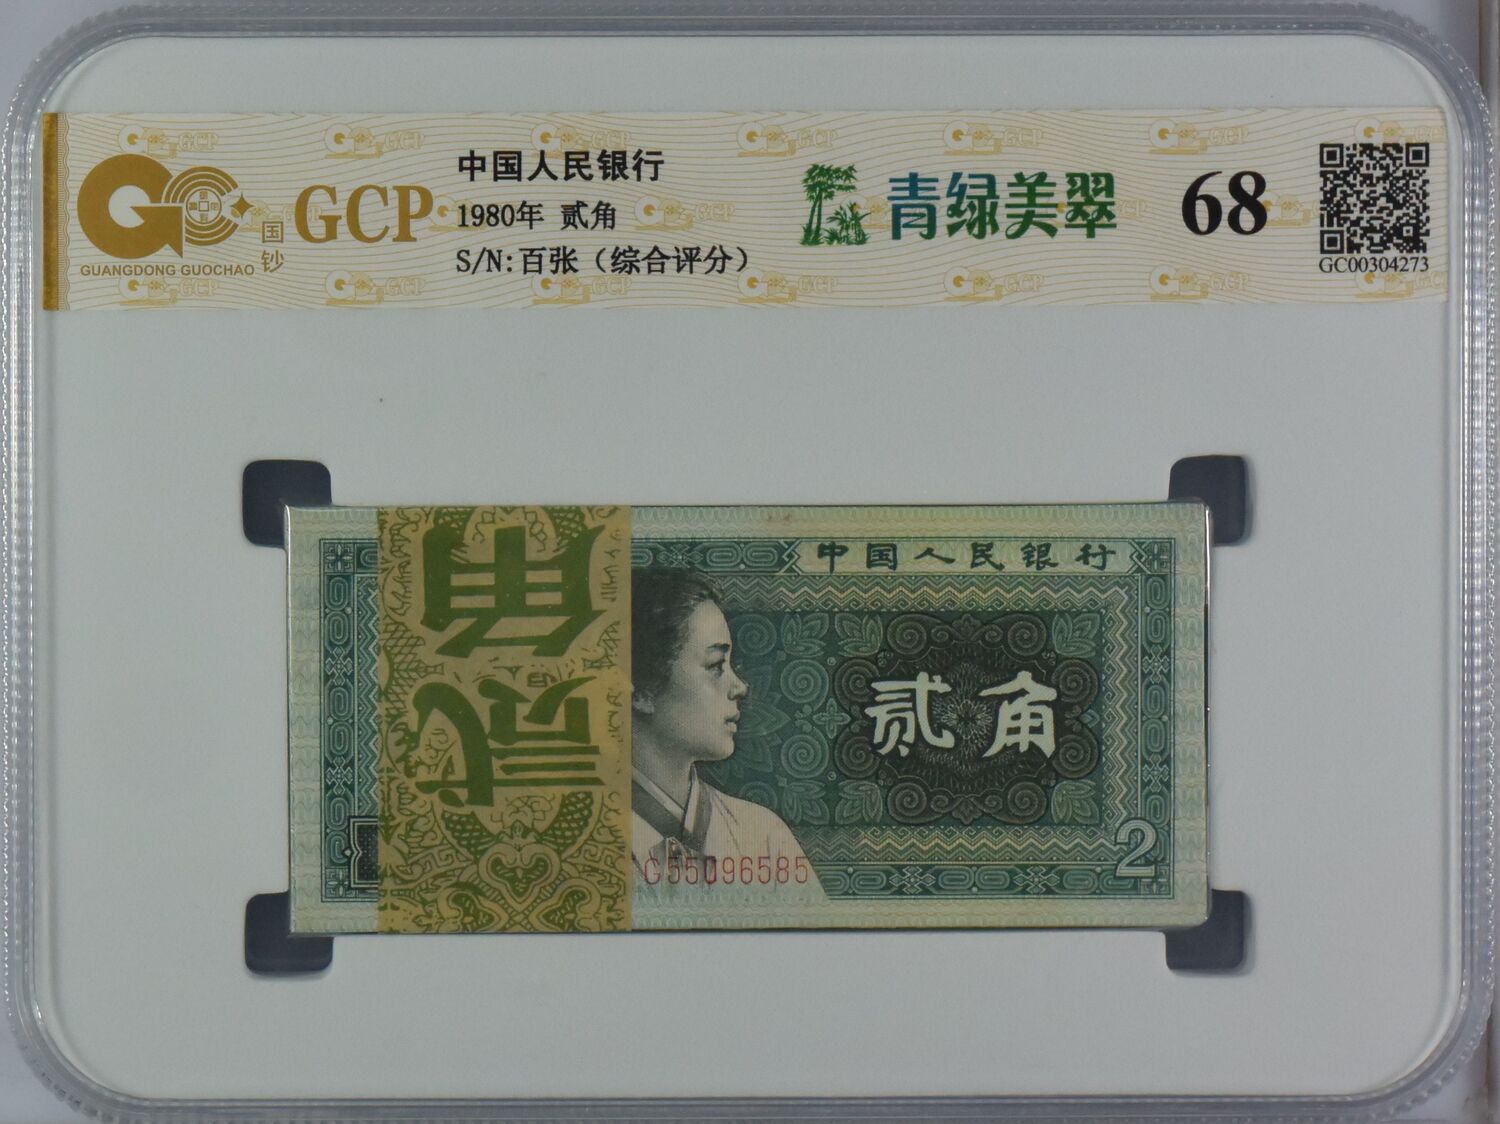 国钞
GUANGDONG GUOCHAO
GCP
中国人民银行
1980年 贰角
S/N:百张（综合评分）
青绿美翠
68
GC00304273
贰角
中国人民银行
贰角
G55096585
2